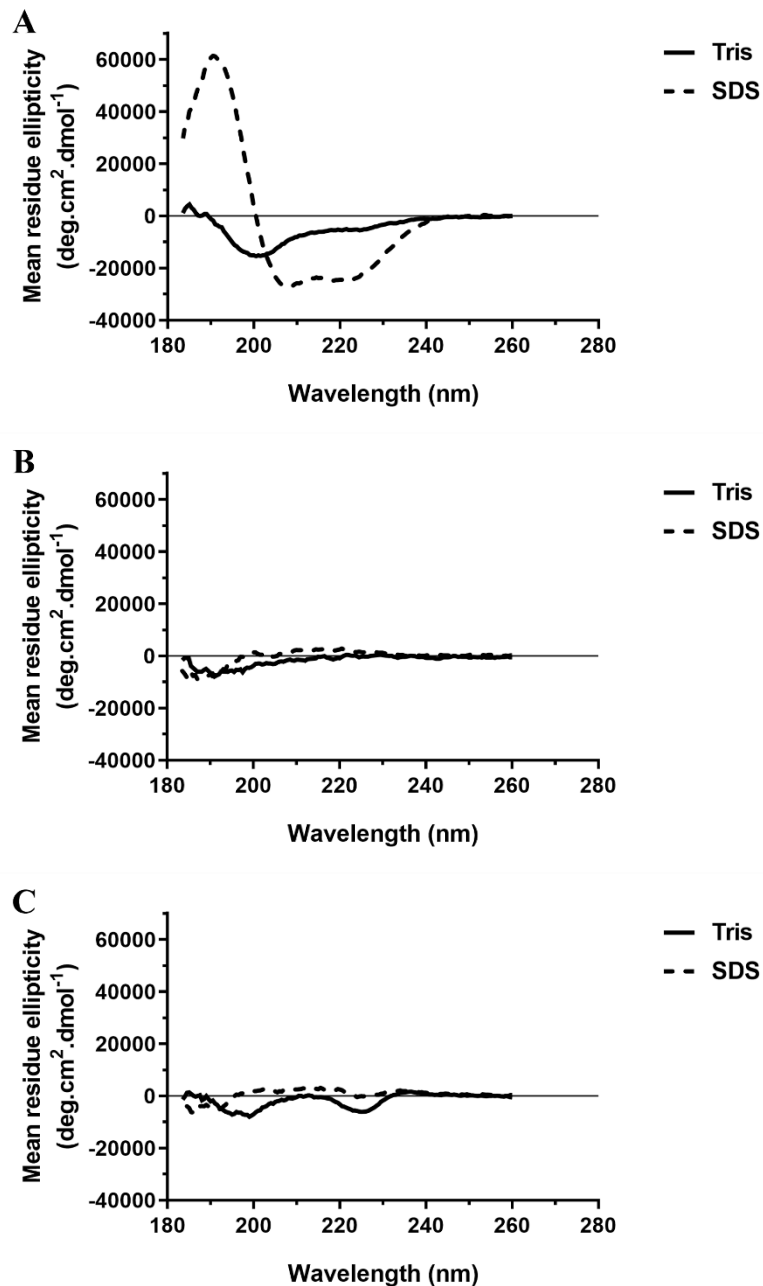 A
Mean residue ellipticity
(deg.cm².dmol⁻¹)
60000
40000
20000
0
-20000
-40000
180 200 220 240 260 280
Wavelength (nm)
Tris
SDS
B
Mean residue ellipticity
(deg.cm².dmol⁻¹)
60000
40000
20000
0
-20000
-40000
180 200 220 240 260 280
Wavelength (nm)
Tris
SDS
C
Mean residue ellipticity
(deg.cm².dmol⁻¹)
60000
40000
20000
0
-20000
-40000
180 200 220 240 260 280
Wavelength (nm)
Tris
SDS